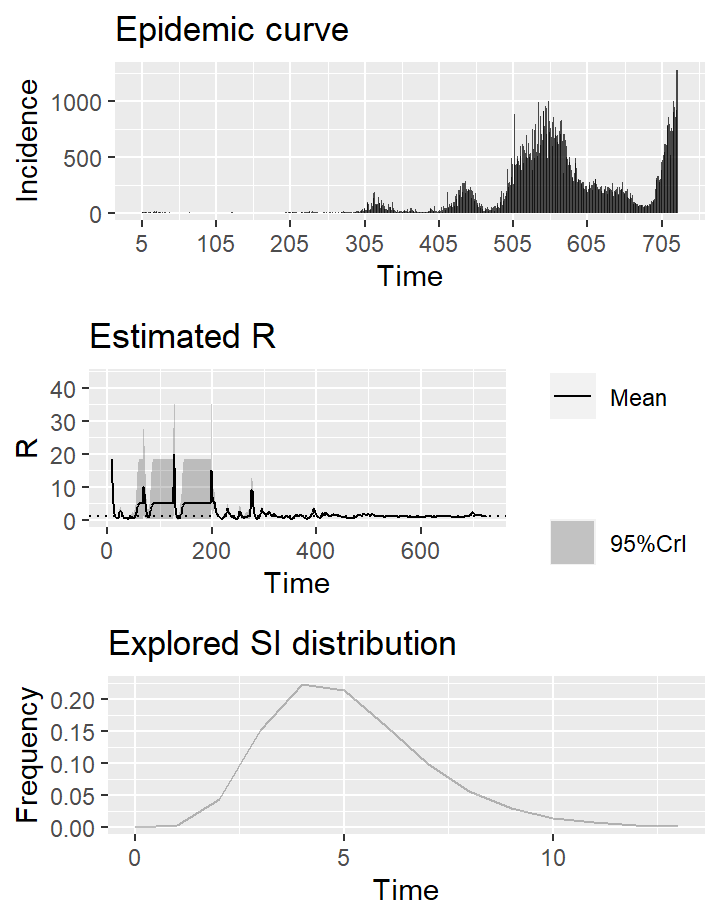 Epidemic curve
Incidence
1000
500
0
5 105 205 305 405 505 605 705
Time
Estimated R
R
40
30
20
10
0
0 200 400 600
Time
Mean
95%CrI
Explored SI distribution
Frequency
0.20
0.15
0.10
0.05
0.00
0 5 10
Time